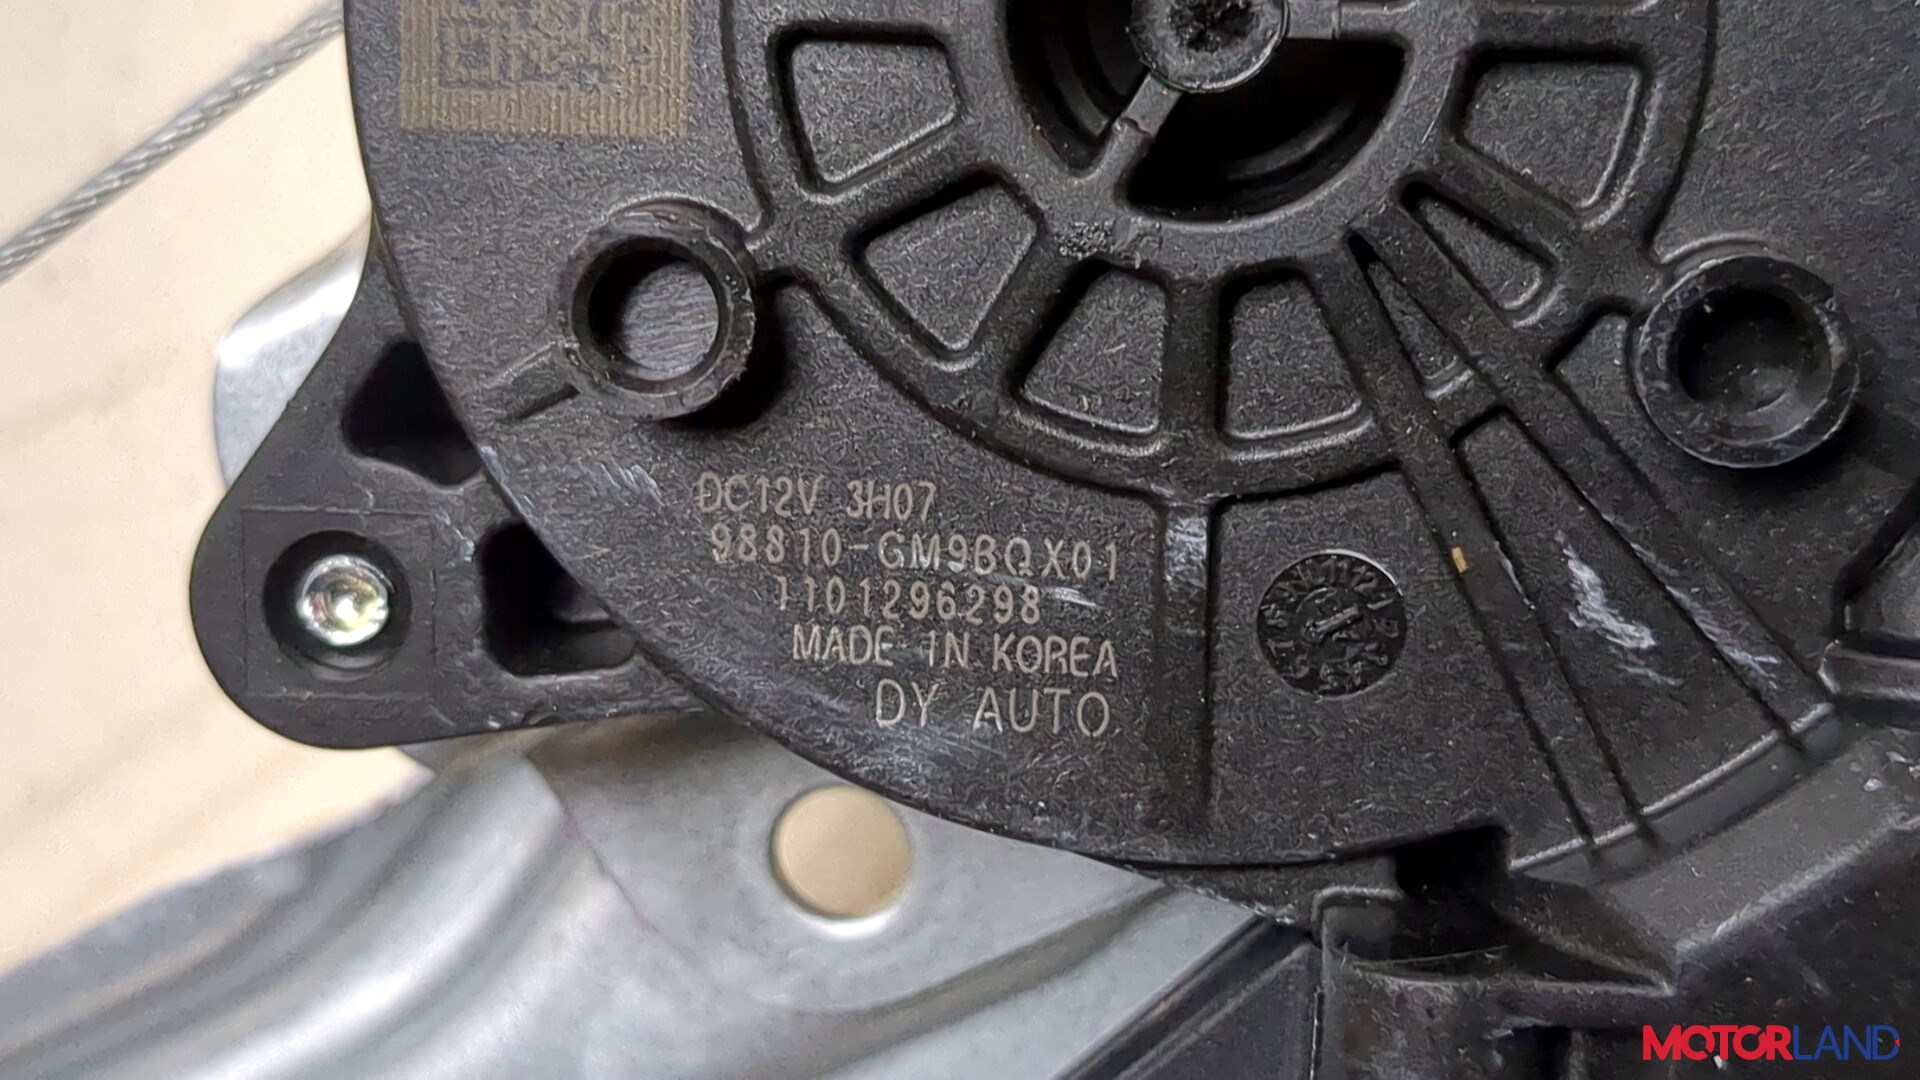 DC12V 3H07
98810-GM9BQX01
1101296298
MADE IN KOREA
DY AUTO
MOTORLAND